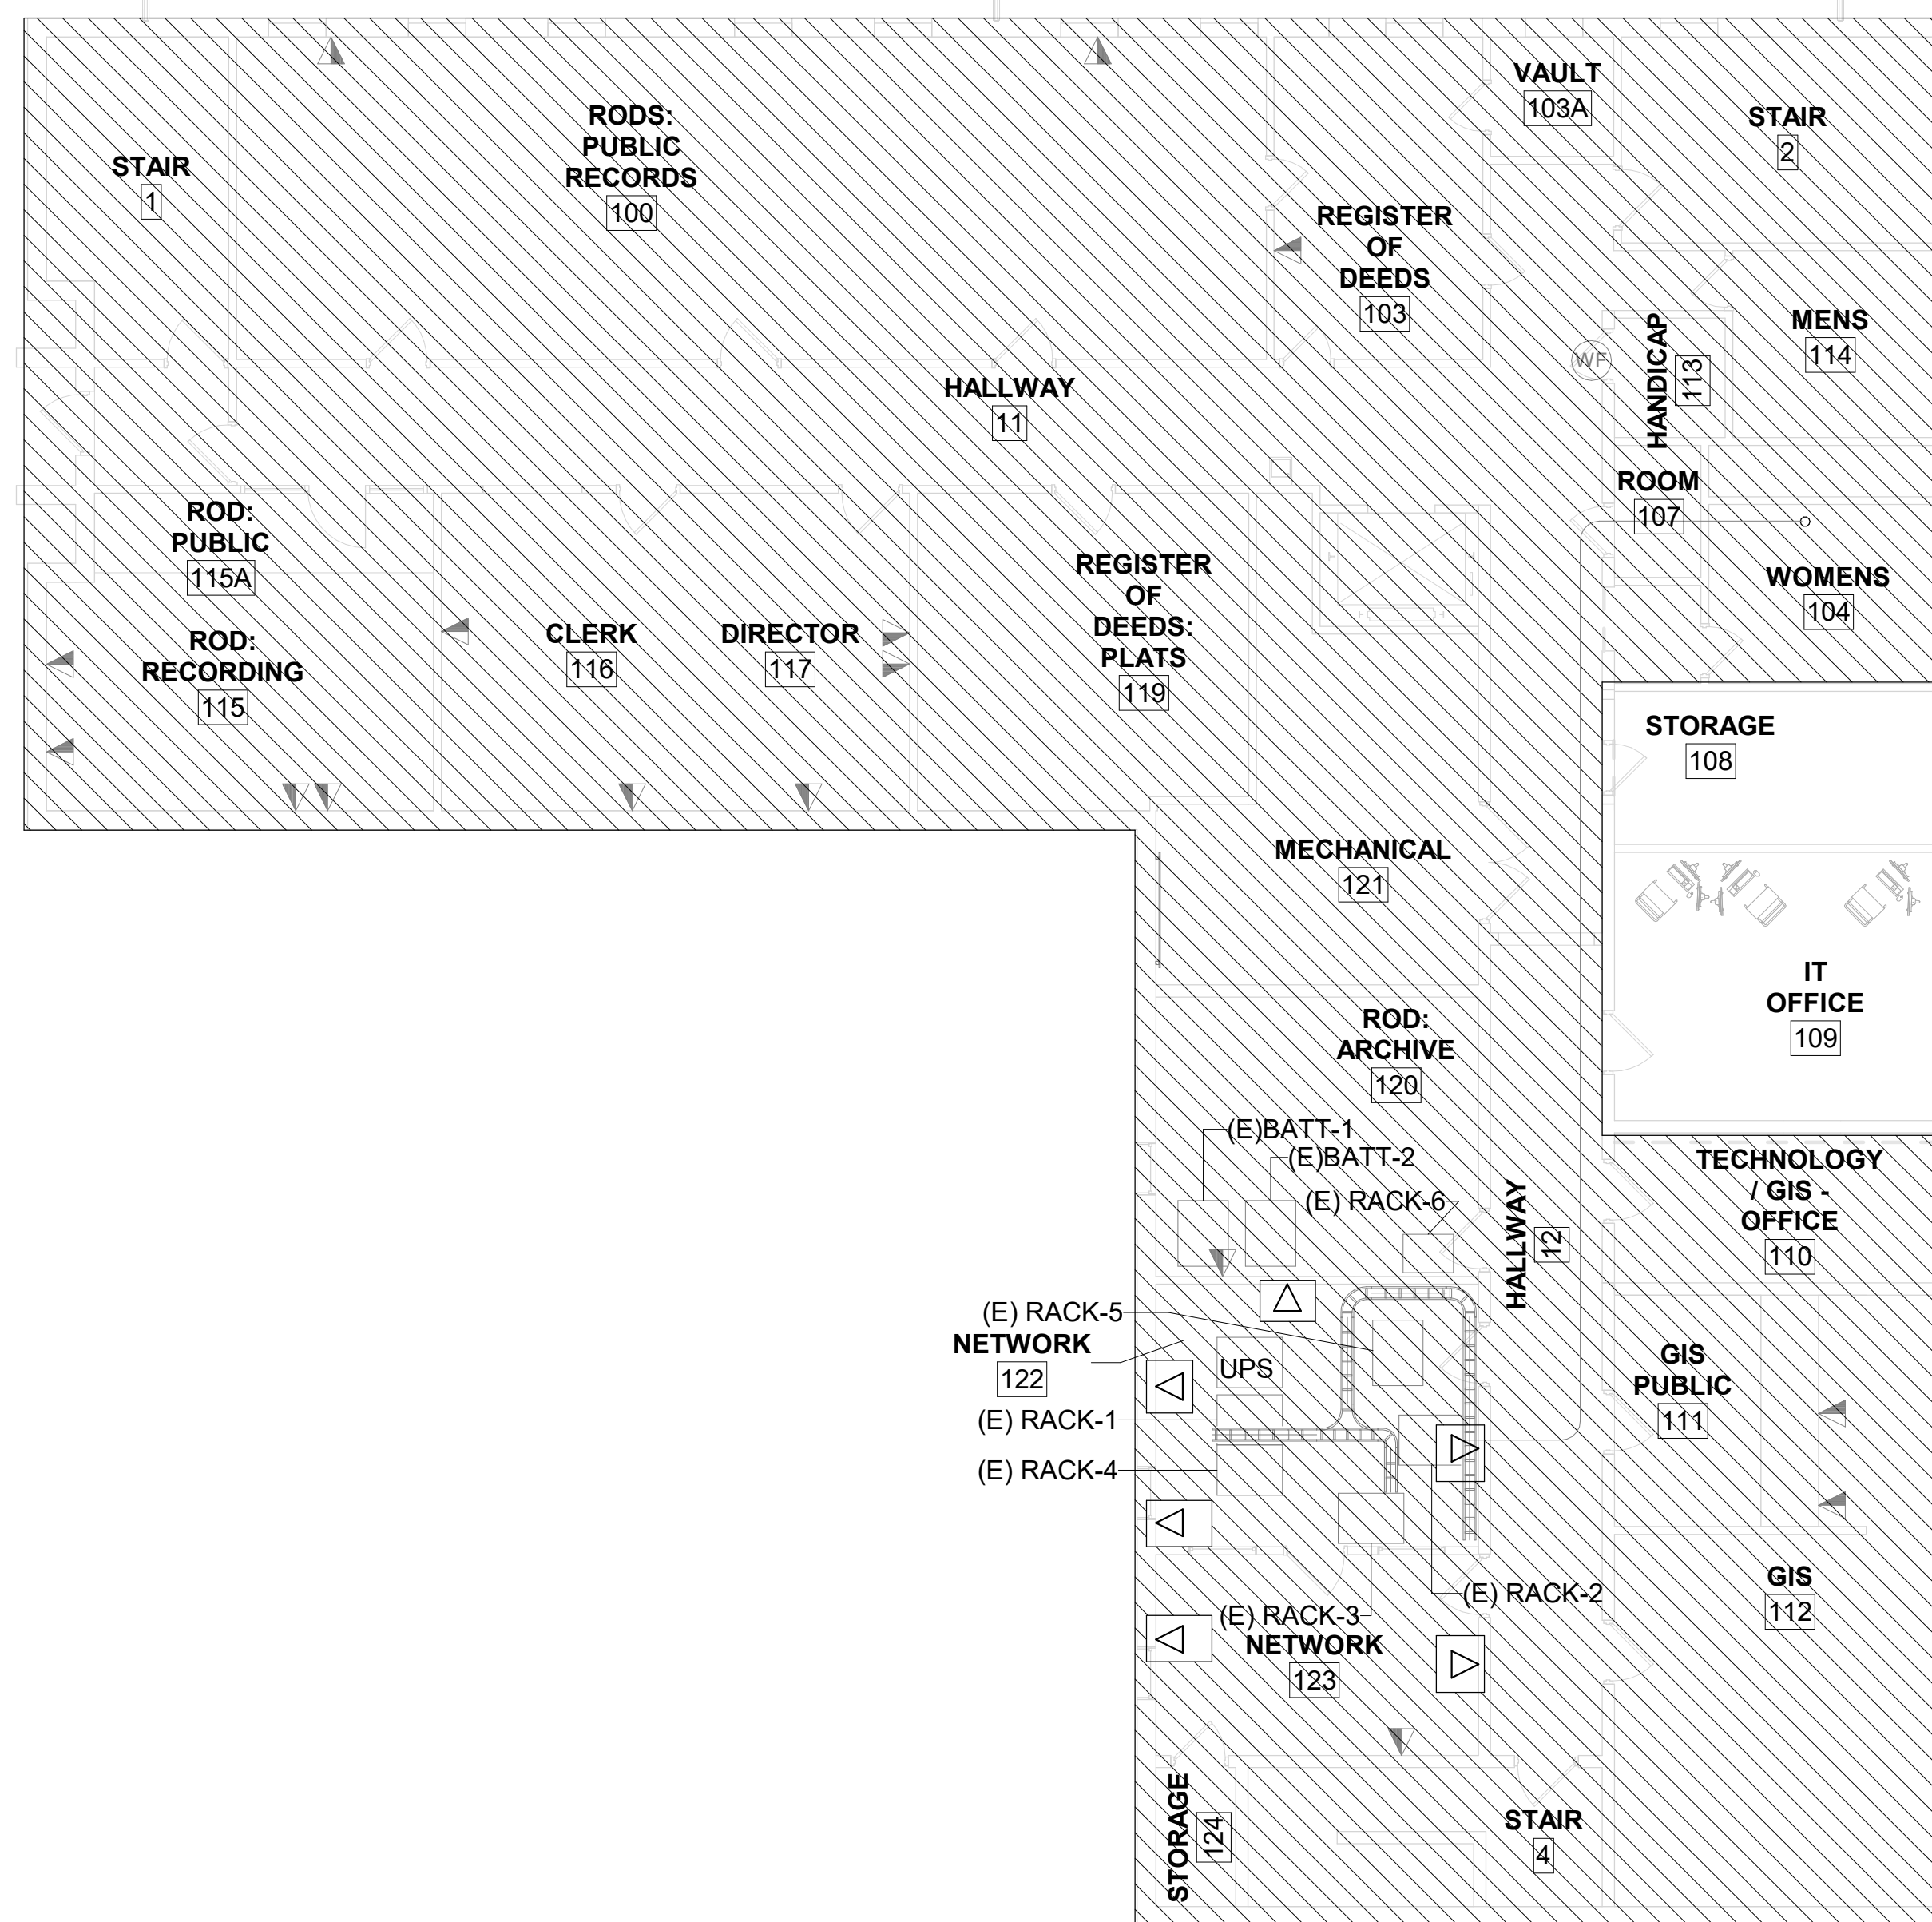 VAULT
103A
STAIR
2
RODS:
PUBLIC
RECORDS
100
STAIR
1
REGISTER
OF
DEEDS
103
MENS
114
HANDICAP
113
WF
HALLWAY
11
ROOM
107
ROD:
PUBLIC
115A
REGISTER
OF
DEEDS:
PLATS
119
WOMENS
104
ROD:
RECORDING
115
CLERK
116
DIRECTOR
117
STORAGE
108
MECHANICAL
121
IT
OFFICE
109
ROD:
ARCHIVE
120
(E)BATT-1
(E)BATT-2
(E) RACK-6
TECHNOLOGY
/ GIS -
OFFICE
110
HALLWAY
12
(E) RACK-5
NETWORK
122
UPS
(E) RACK-1
(E) RACK-4
GIS
PUBLIC
111
GIS
112
(E) RACK-2
(E) RACK-3
NETWORK
123
STORAGE
124
STAIR
4